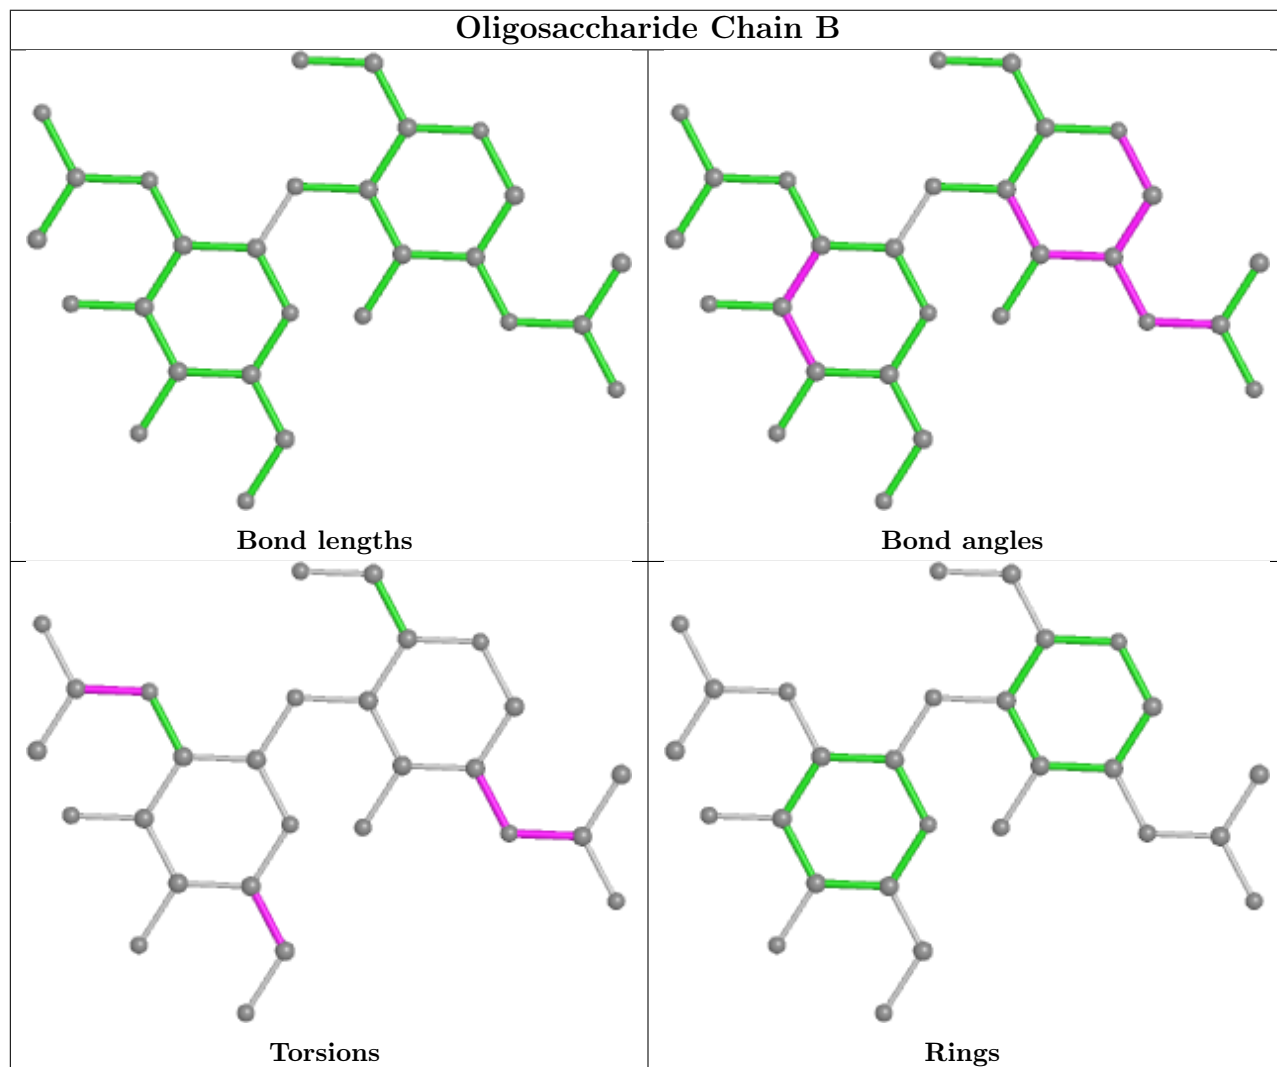 Oligosaccharide Chain B
Bond lengths
Bond angles
Torsions
Rings